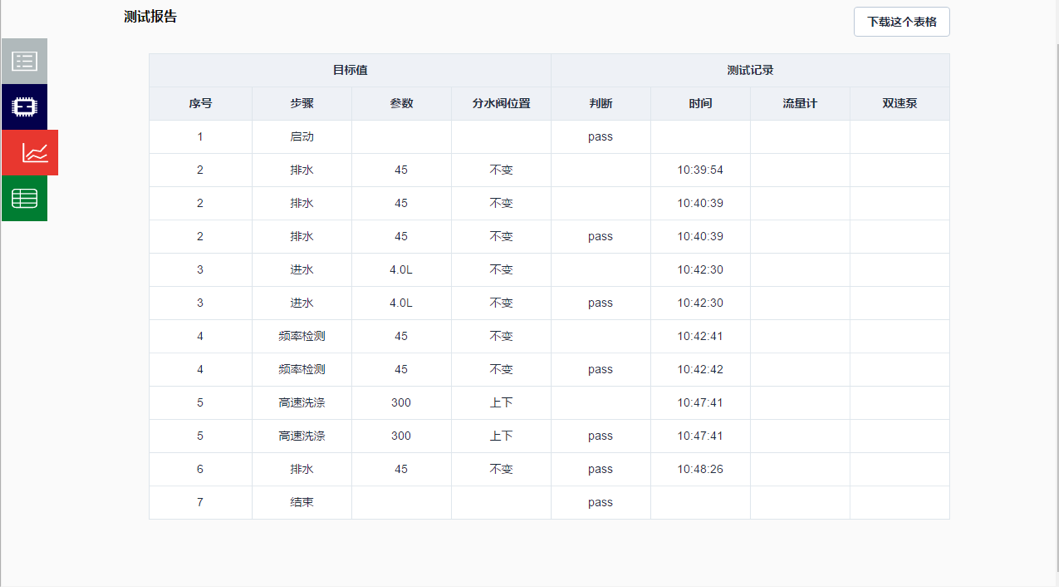 测试报告
下载这个表格
目标值 测试记录
序号 步骤 参数 分水阀位置 判断 时间 流量计 双速泵
1 启动 pass
2 排水 45 不变 10:39:54
2 排水 45 不变 10:40:39
2 排水 45 不变 pass 10:40:39
3 进水 4.0L 不变 10:42:30
3 进水 4.0L 不变 pass 10:42:30
4 频率检测 45 不变 10:42:41
4 频率检测 45 不变 pass 10:42:42
5 高速洗涤 300 上下 10:47:41
5 高速洗涤 300 上下 pass 10:47:41
6 排水 45 不变 pass 10:48:26
7 结束 pass